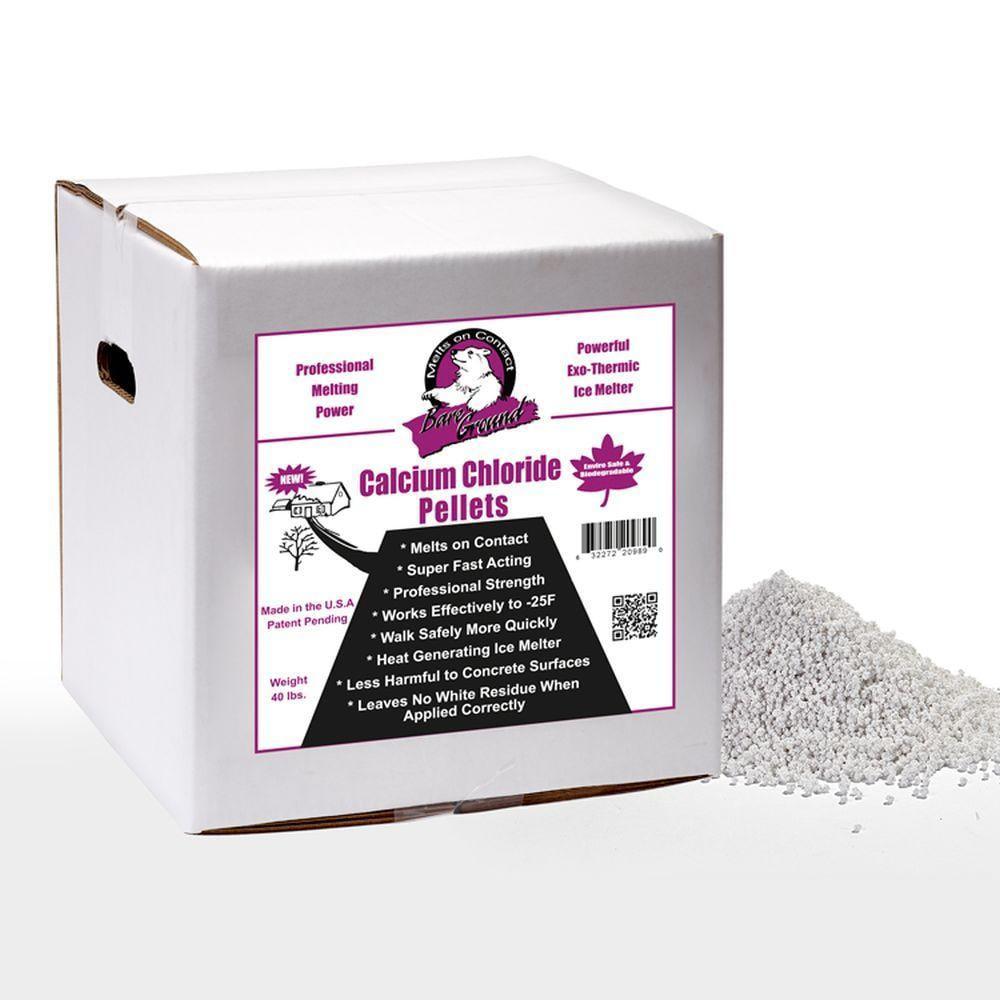 Professional
Melting
Power
Melts on Contact
Bare Ground
Powerful
Exo-Thermic
Ice Melter
NEW!
Calcium Chloride
Pellets
Enviro Safe &
Biodegradable
* Melts on Contact
* Super Fast Acting
* Professional Strength
* Works Effectively to -25F
* Walk Safely More Quickly
* Heat Generating Ice Melter
* Less Harmful to Concrete Surfaces
* Leaves No White Residue When
Applied Correctly
6 32272 20989 0
Made in the U.S.A
Patent Pending
Weight
40 lbs.